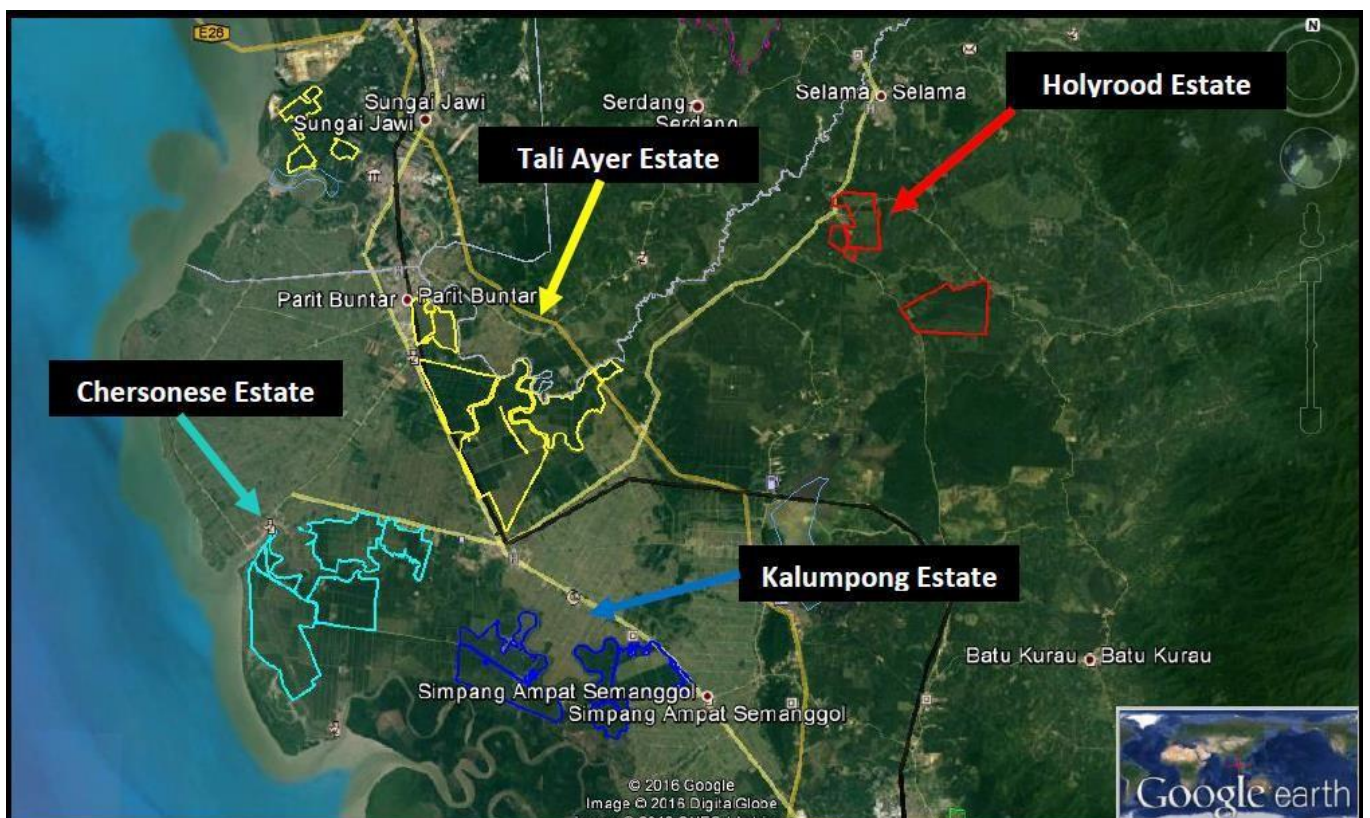 E28
N
Sungai Jawi
Sungai Jawi
Serdang
Serdang
Selama Selama
Holyrood Estate
Tali Ayer Estate
Parit Buntar Parit Buntar
Chersonese Estate
Kalumpong Estate
Batu Kurau Batu Kurau
Simpang Ampat Semanggol
Simpang Ampat Semanggol
© 2016 Google
Image © 2016 DigitalGlobe
Google earth